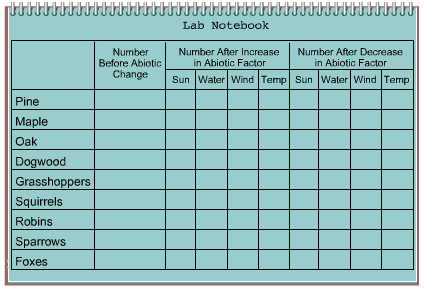 Lab Notebook
Number Before Abiotic Change
Number After Increase in Abiotic Factor
Number After Decrease in Abiotic Factor
Sun Water Wind Temp Sun Water Wind Temp
Pine
Maple
Oak
Dogwood
Grasshoppers
Squirrels
Robins
Sparrows
Foxes